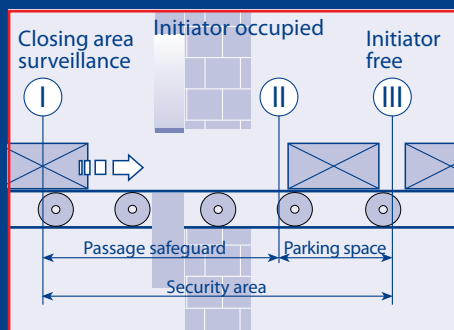 Initiator occupied
Closing area
surveillance
Initiator
free
I
II
III
Passage safeguard
Parking space
Security area